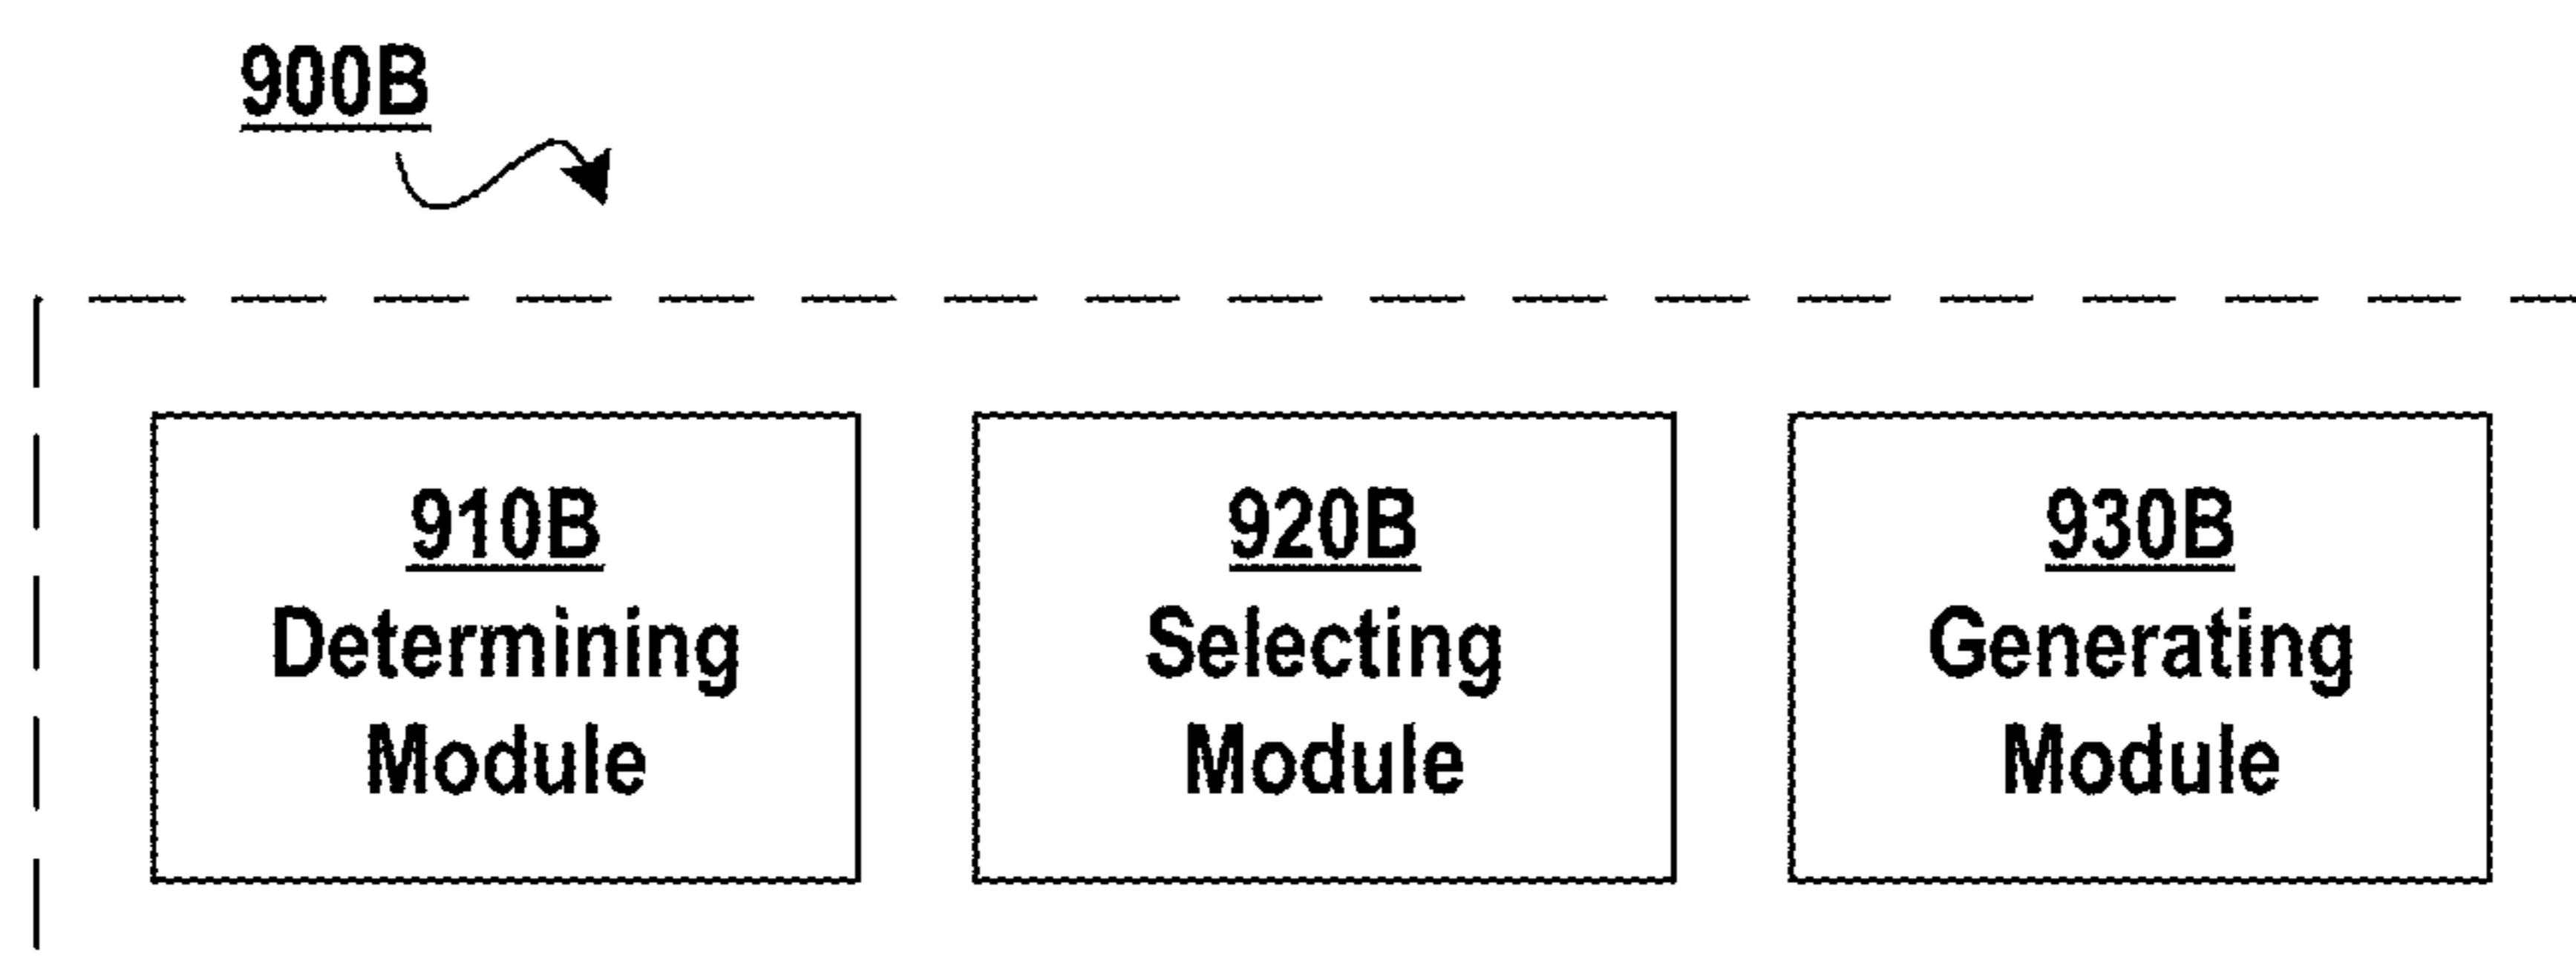 900B
910B
Determining
Module
920B
Selecting
Module
930B
Generating
Module